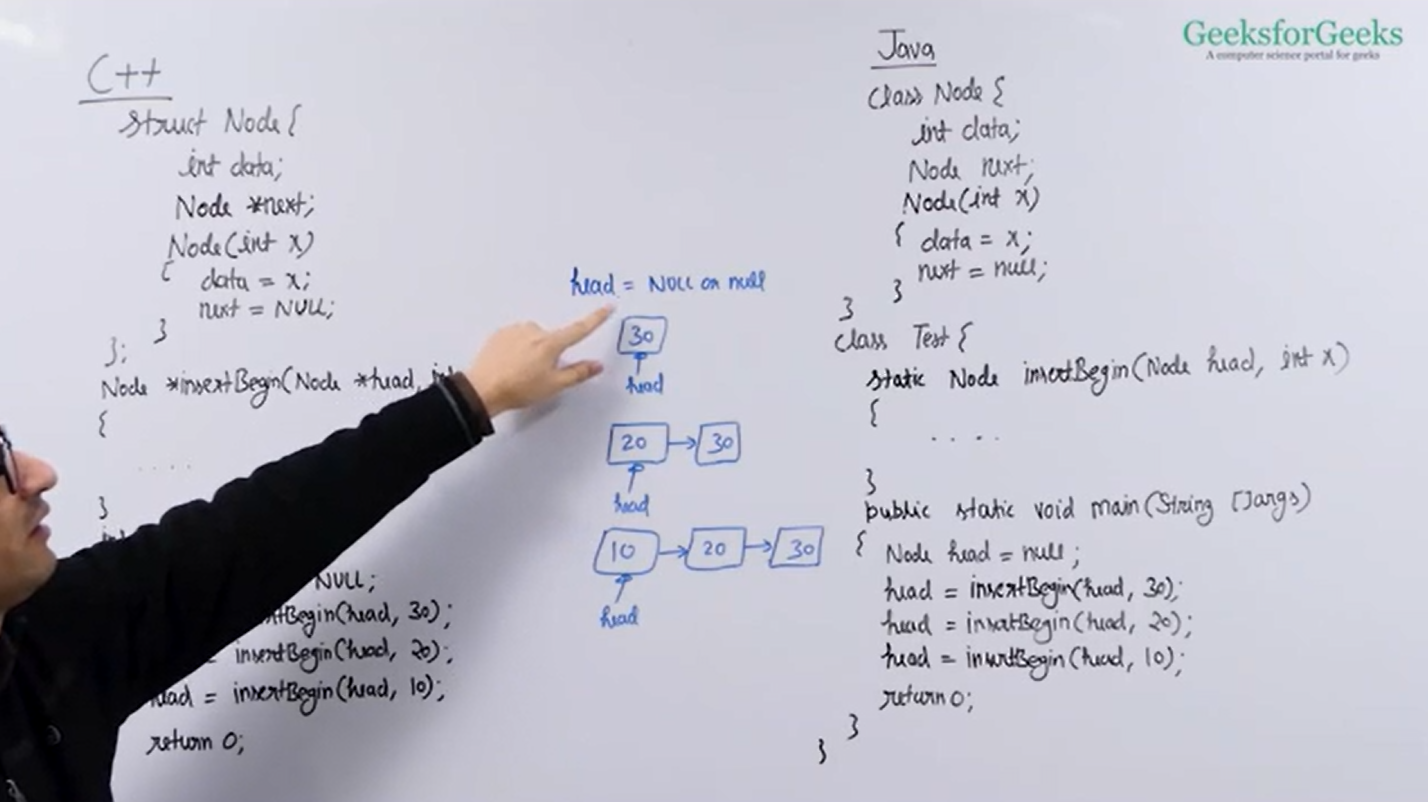 C++
struct Node{
int data;
Node *next;
Node(int x)
{ data = x;
next = NULL;
}
};
Node *insertBegin(Node *head, int
{
....
}
int
NULL;
insertBegin(head, 30);
= insertBegin(head, 20);
head = insertBegin(head, 10);
return 0;
head = NULL or null
30
head
20 → 30
head
10 → 20 → 30
head
GeeksforGeeks
A computer science portal for geeks
Java
class Node {
int data;
Node next;
Node(int x)
{ data = x;
next = null;
}
}
class Test {
static Node insertBegin(Node head, int x)
{
....
}
public static void main(String []args)
{ Node head = null;
head = insertBegin(head, 30);
head = insertBegin(head, 20);
head = insertBegin(head, 10);
return 0;
}
}